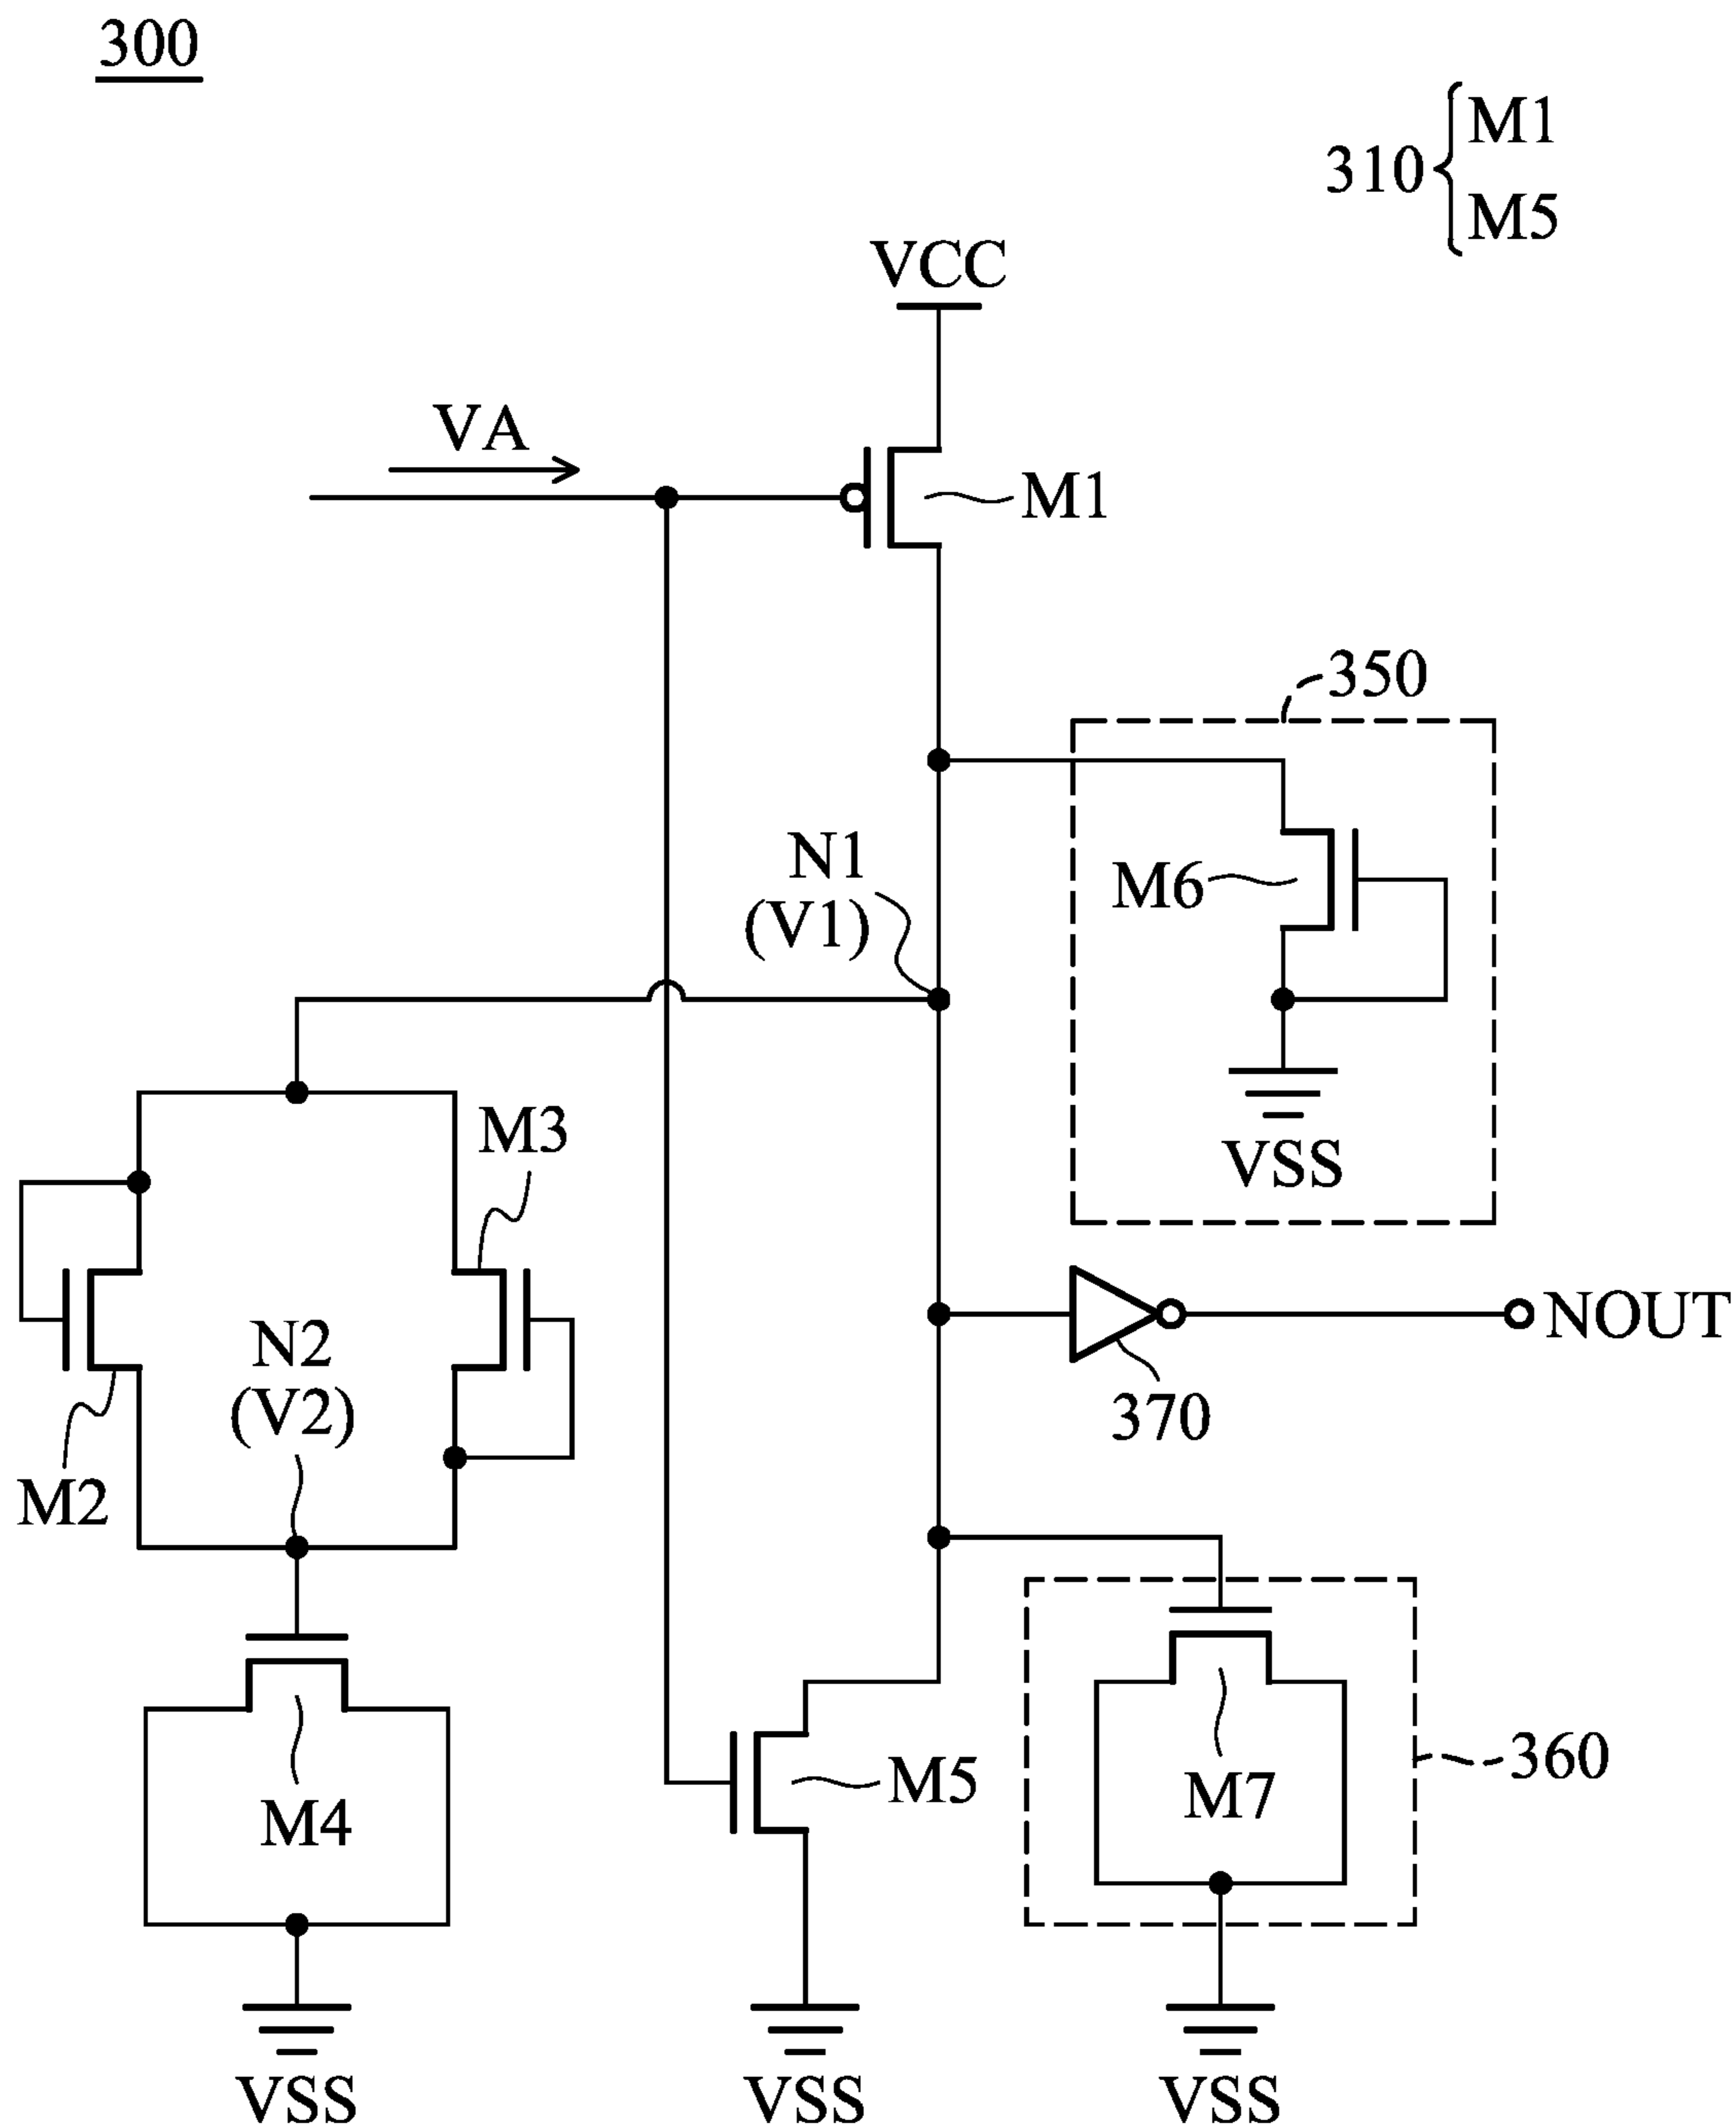 300
310
M1
M5
VCC
VA
M1
350
N1
(V1)
M6
M3
VSS
N2
(V2)
NOUT
370
M2
M4
M5
M7
360
VSS
VSS
VSS